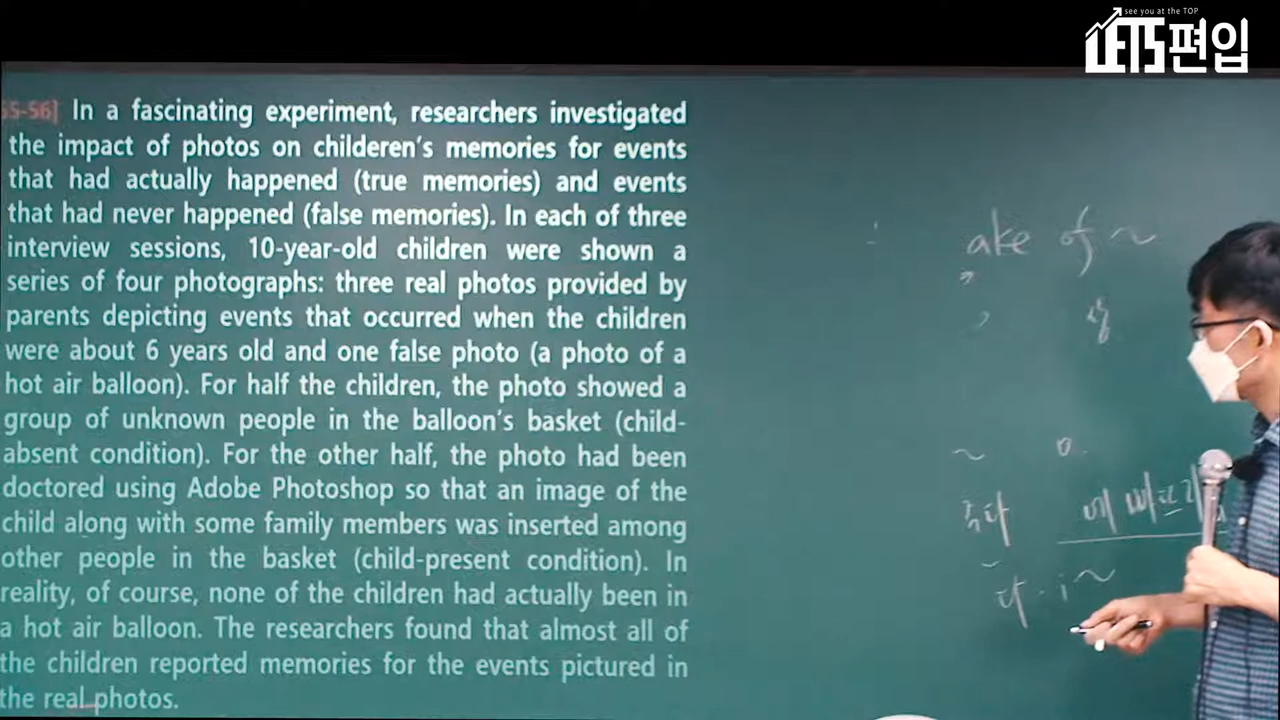 see you at the TOP
LETS편입
55-56] In a fascinating experiment, researchers investigated
the impact of photos on childeren's memories for events
that had actually happened (true memories) and events
that had never happened (false memories). In each of three
interview sessions, 10-year-old children were shown a
series of four photographs: three real photos provided by
parents depicting events that occurred when the children
were about 6 years old and one false photo (a photo of a
hot air balloon). For half the children, the photo showed a
group of unknown people in the balloon's basket (child-
absent condition). For the other half, the photo had been
doctored using Adobe Photoshop so that an image of the
child along with some family members was inserted among
other people in the basket (child-present condition). In
reality, of course, none of the children had actually been in
a hot air balloon. The researchers found that almost all of
the children reported memories for the events pictured in
the real photos.
ake of ~